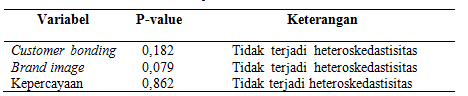 Variabel P-value Keterangan
Customer bonding 0,182 Tidak terjadi heteroskedastisitas
Brand image 0,079 Tidak terjadi heteroskedastisitas
Kepercayaan 0,862 Tidak terjadi heteroskedastisitas